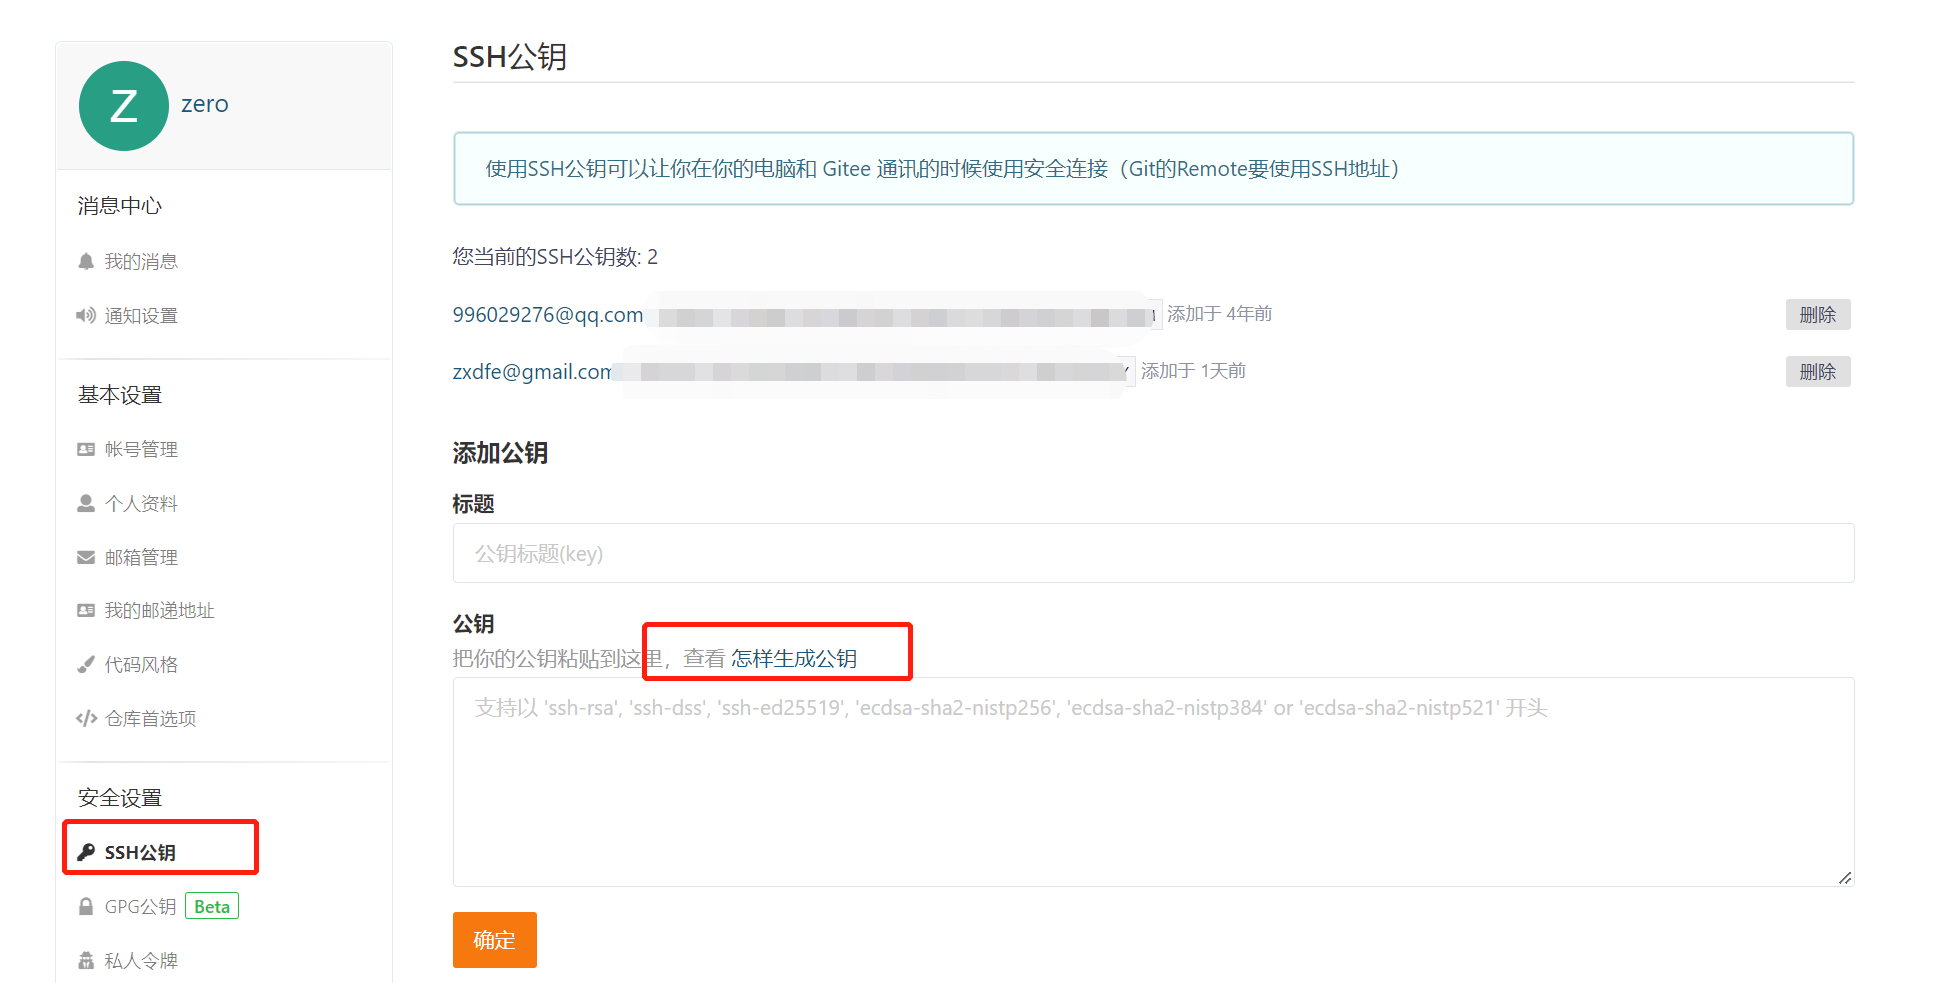 Z
zero
消息中心
我的消息
通知设置
基本设置
帐号管理
个人资料
邮箱管理
我的邮递地址
代码风格
仓库首选项
安全设置
SSH公钥
GPG公钥 Beta
私人令牌
SSH公钥
使用SSH公钥可以让你在你的电脑和 Gitee 通讯的时候使用安全连接（Git的Remote要使用SSH地址）
您当前的SSH公钥数: 2
996029276@qq.com 添加于 4年前 删除
zxdfe@gmail.com 添加于 1天前 删除
添加公钥
标题
公钥标题(key)
公钥
把你的公钥粘贴到这里，查看 怎样生成公钥
支持以 'ssh-rsa', 'ssh-dss', 'ssh-ed25519', 'ecdsa-sha2-nistp256', 'ecdsa-sha2-nistp384' or 'ecdsa-sha2-nistp521' 开头
确定